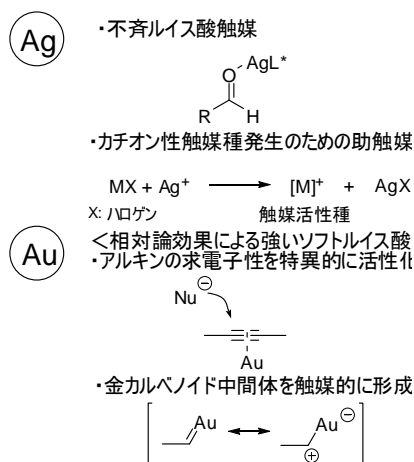 Ag
・不斉ルイス酸触媒
O AgL*
R H
・カチオン性触媒種発生のための助触媒
MX + Ag⁺ ⟶ [M]⁺ + AgX
X: ハロゲン 触媒活性種
Au
＜相対論効果による強いソフトルイス酸
・アルキンの求電子性を特異的に活性化
Nu⊖
Au
・金カルベノイド中間体を触媒的に形成
Au ⟷ Au⊖
⊕